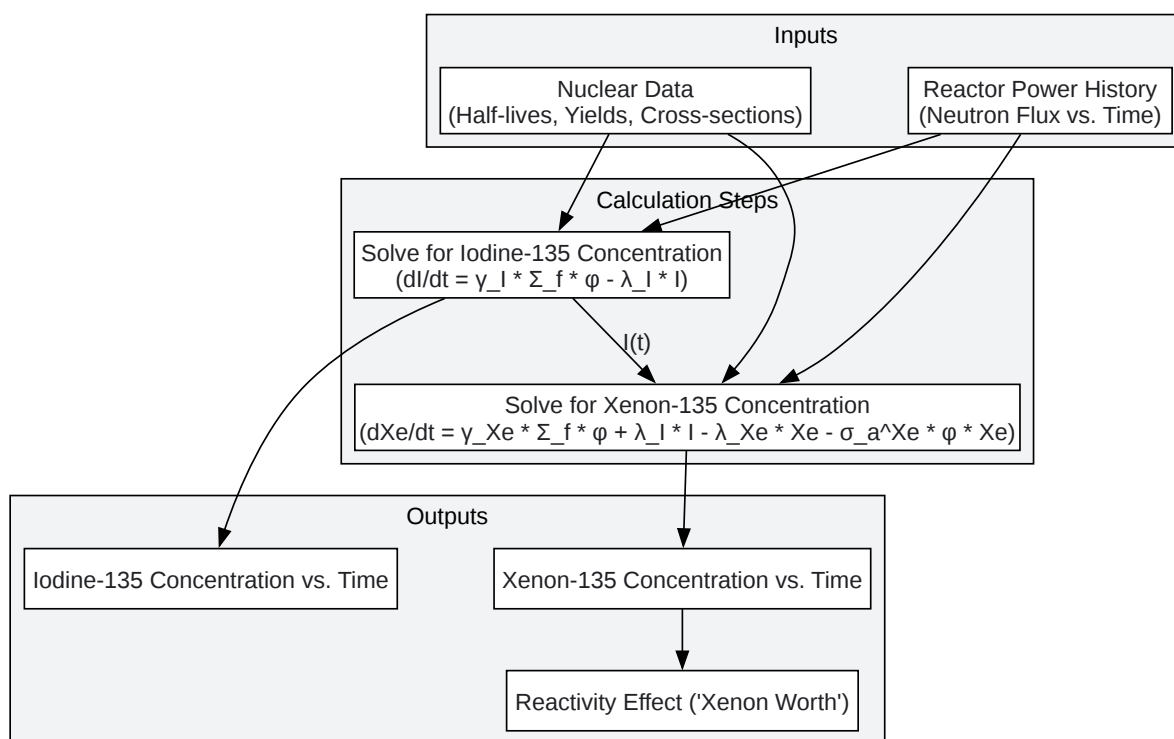 Inputs
Nuclear Data
(Half-lives, Yields, Cross-sections)
Reactor Power History
(Neutron Flux vs. Time)
Calculation Steps
Solve for Iodine-135 Concentration
(dI/dt = γ_I * Σ_f * φ - λ_I * I)
I(t)
Solve for Xenon-135 Concentration
(dXe/dt = γ_Xe * Σ_f * φ + λ_I * I - λ_Xe * Xe - σ_a^Xe * φ * Xe)
Outputs
Iodine-135 Concentration vs. Time
Xenon-135 Concentration vs. Time
Reactivity Effect ('Xenon Worth')